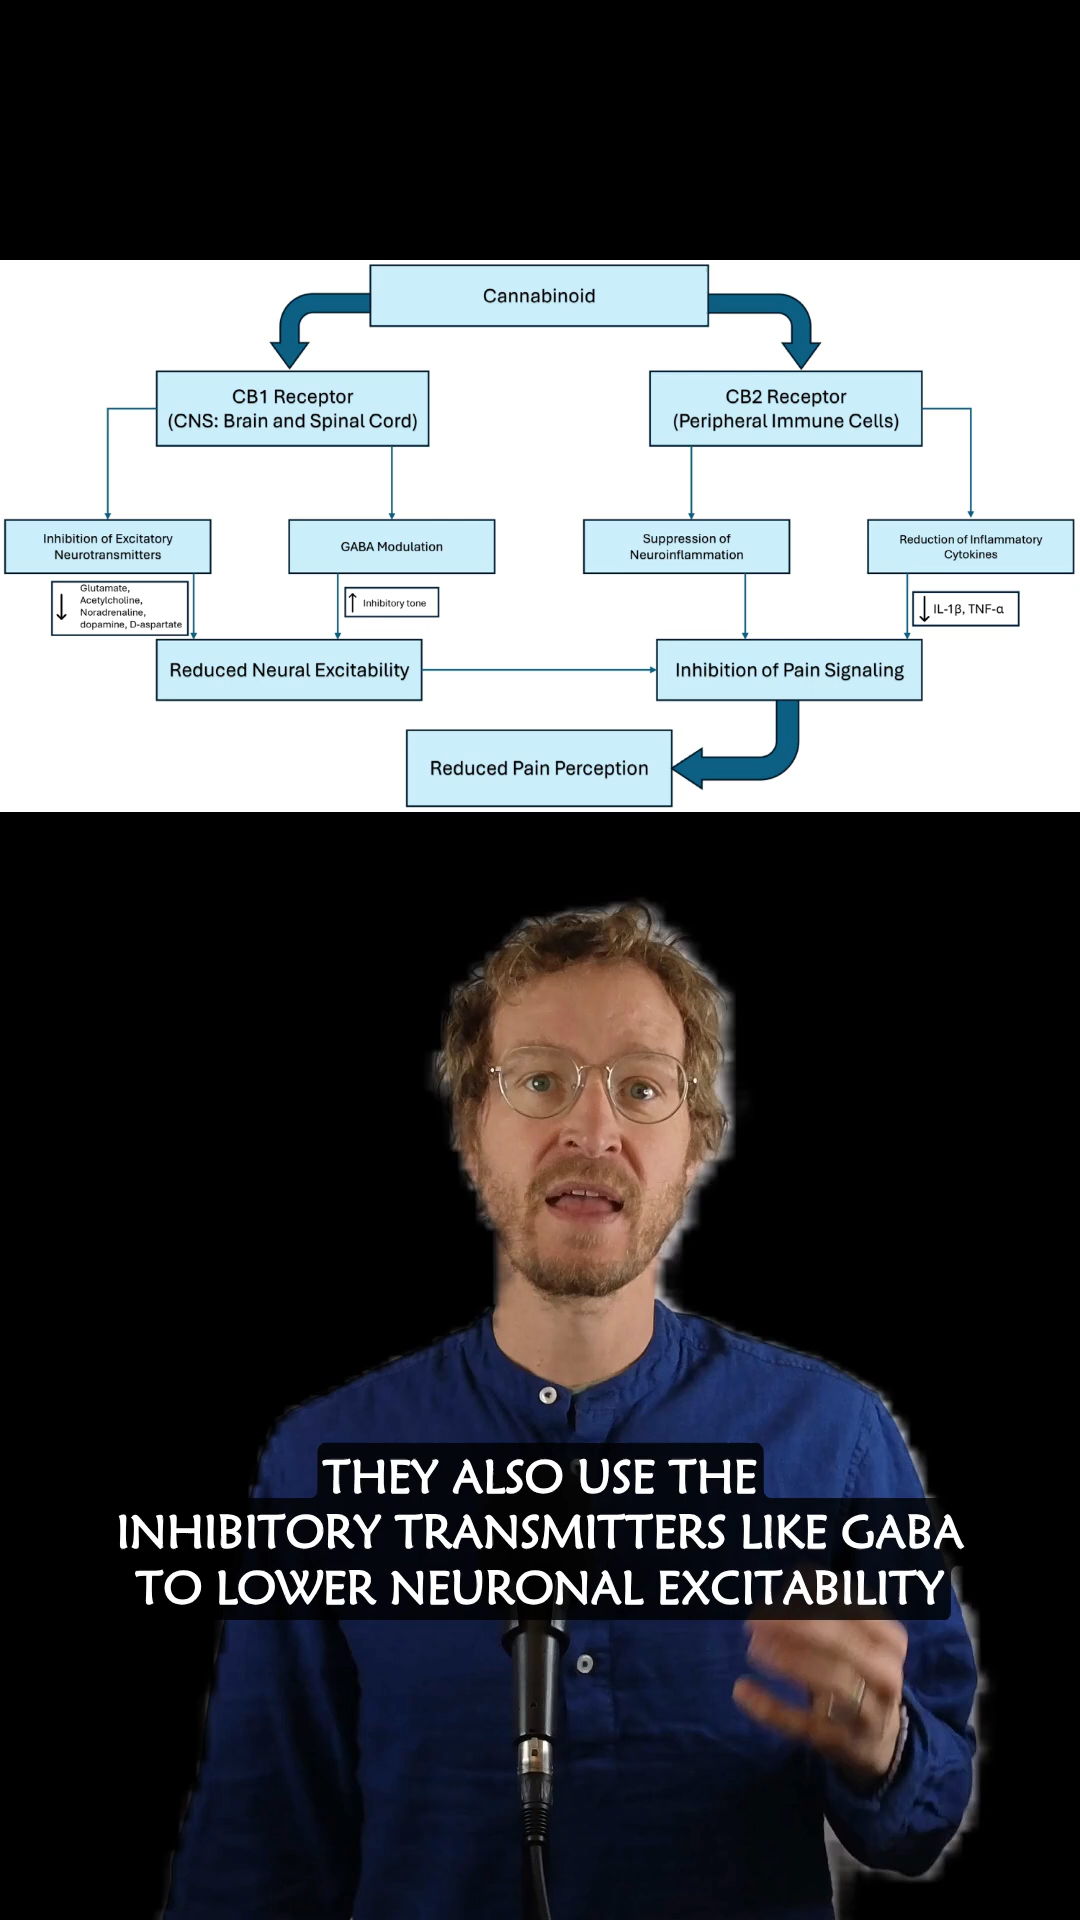 Cannabinoid
CB1 Receptor
(CNS: Brain and Spinal Cord)
CB2 Receptor
(Peripheral Immune Cells)
Inhibition of Excitatory
Neurotransmitters
GABA Modulation
Suppression of
Neuroinflammation
Reduction of Inflammatory
Cytokines
Glutamate,
Acetylcholine,
Noradrenaline,
dopamine, D-aspartate
Inhibitory tone
IL-1β, TNF-α
Reduced Neural Excitability
Inhibition of Pain Signaling
Reduced Pain Perception
THEY ALSO USE THE
INHIBITORY TRANSMITTERS LIKE GABA
TO LOWER NEURONAL EXCITABILITY